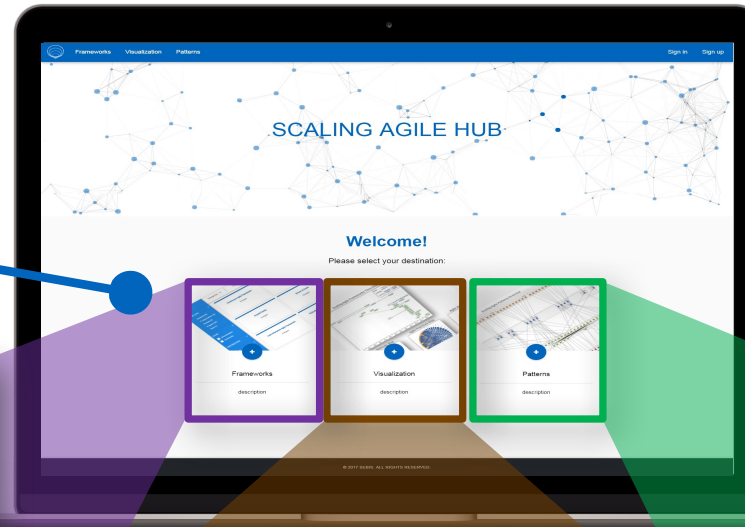 Frameworks Visualization Patterns Sign in Sign up
SCALING AGILE HUB
Welcome!
Please select your destination:
+ + +
Frameworks Visualization Patterns
description description description
© 2017 SEBIS. ALL RIGHTS RESERVED.